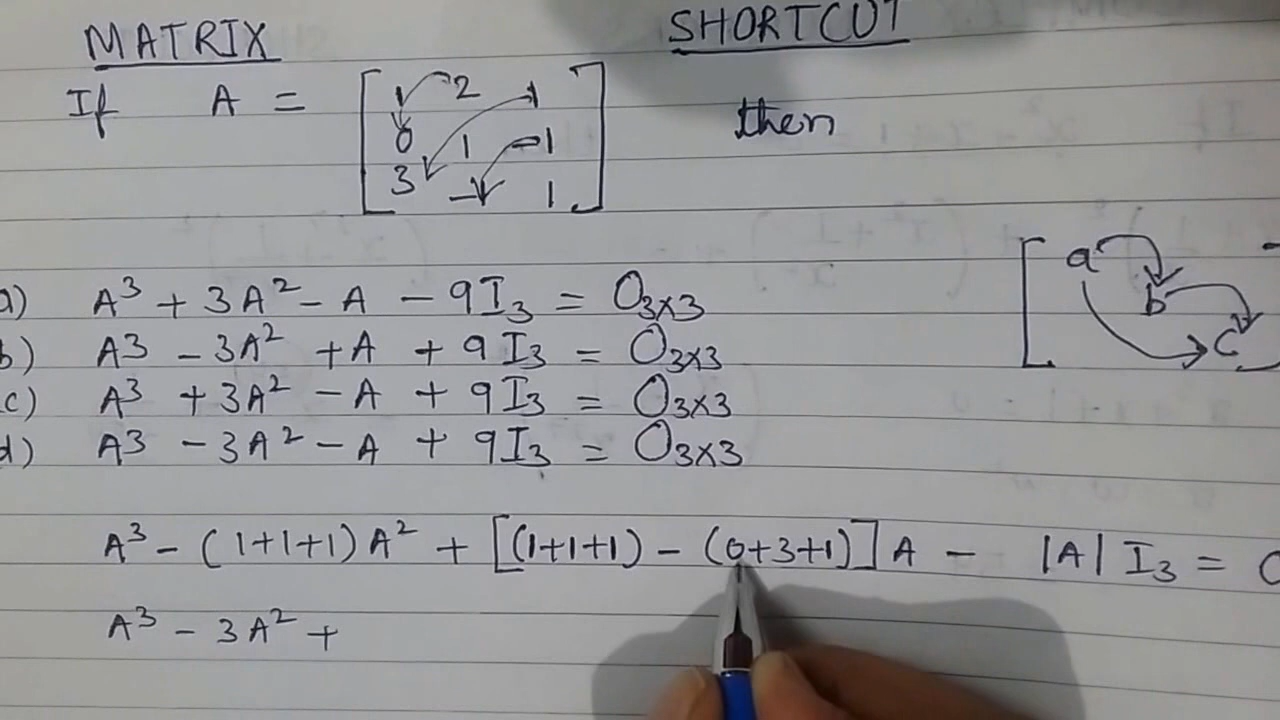 MATRIX SHORTCUT
If A = [ 1 2 1 then
0 1 -1
3 -1 1 ]
a
b
c
a) A³ + 3A² - A - 9I₃ = O₃ₓ₃
b) A³ - 3A² + A + 9I₃ = O₃ₓ₃
c) A³ + 3A² - A + 9I₃ = O₃ₓ₃
d) A³ - 3A² - A + 9I₃ = O₃ₓ₃
A³ - (1+1+1)A² + [(1+1+1) - (0+3+1)]A - |A| I₃ = O
A³ - 3A² +